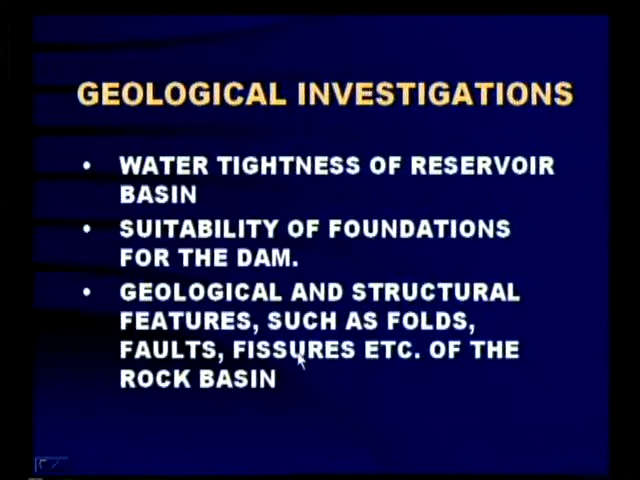 GEOLOGICAL INVESTIGATIONS
• WATER TIGHTNESS OF RESERVOIR
BASIN
• SUITABILITY OF FOUNDATIONS
FOR THE DAM.
• GEOLOGICAL AND STRUCTURAL
FEATURES, SUCH AS FOLDS,
FAULTS, FISSURES ETC. OF THE
ROCK BASIN